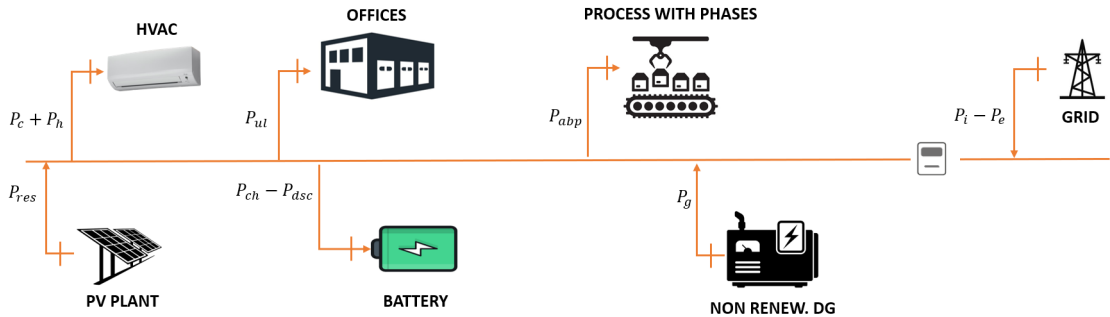 HVAC
OFFICES
PROCESS WITH PHASES
GRID
P_c + P_h
P_ul
P_abp
P_i − P_e
P_res
P_ch − P_dsc
P_g
PV PLANT
BATTERY
NON RENEW. DG